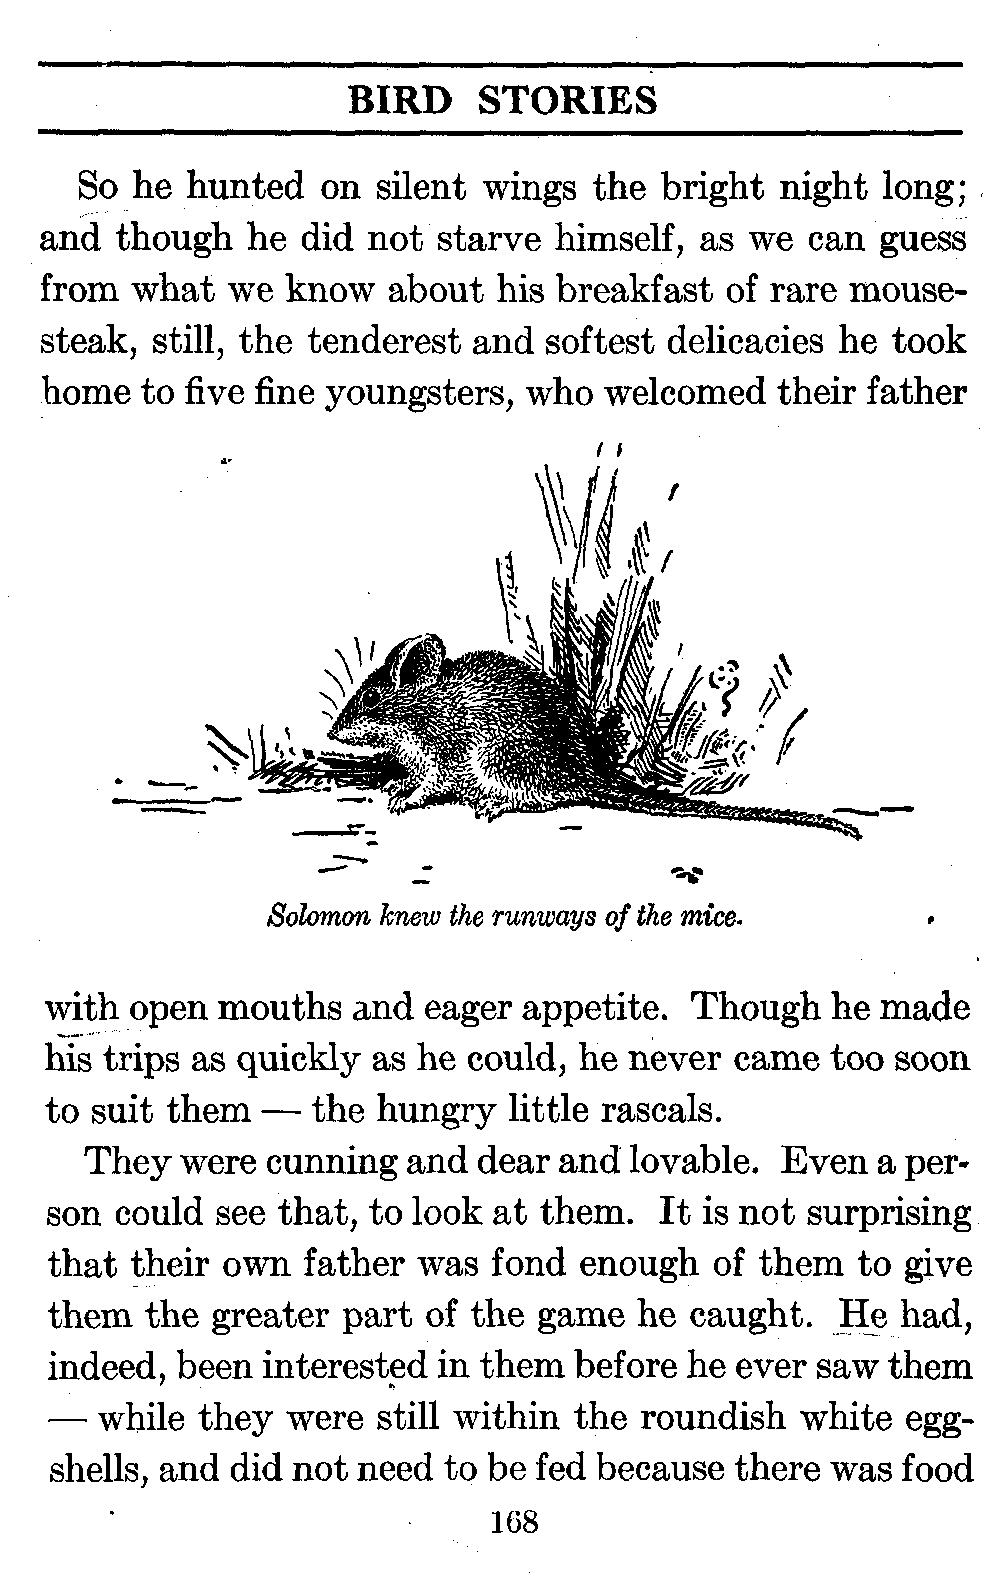 BIRD STORIES
So he hunted on silent wings the bright night long;
and though he did not starve himself, as we can guess
from what we know about his breakfast of rare mouse-
steak, still, the tenderest and softest delicacies he took
home to five fine youngsters, who welcomed their father
Solomon knew the runways of the mice.
with open mouths and eager appetite. Though he made
his trips as quickly as he could, he never came too soon
to suit them — the hungry little rascals.
They were cunning and dear and lovable. Even a per-
son could see that, to look at them. It is not surprising
that their own father was fond enough of them to give
them the greater part of the game he caught. He had,
indeed, been interested in them before he ever saw them
— while they were still within the roundish white egg-
shells, and did not need to be fed because there was food
168